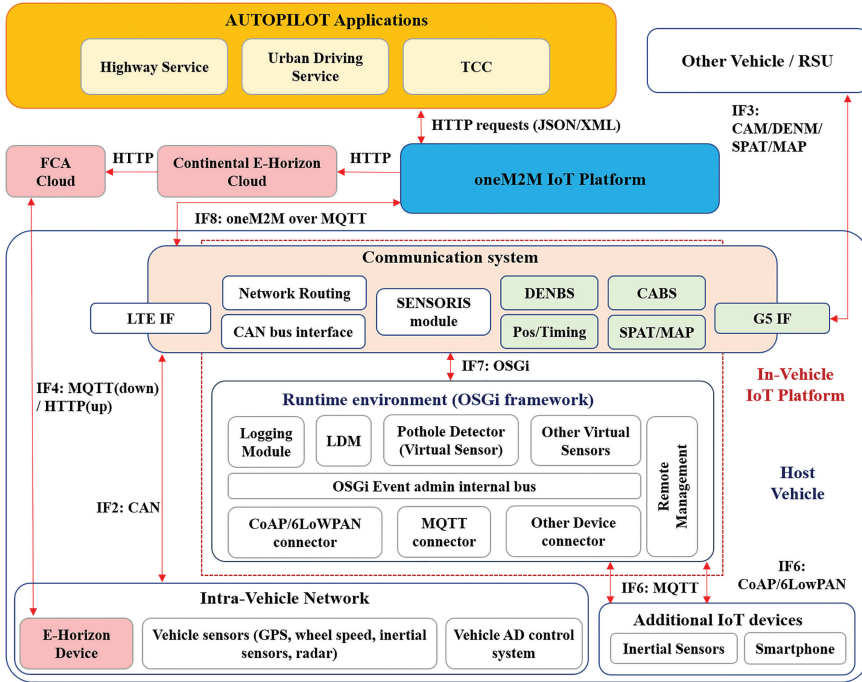 AUTOPILOT Applications
Highway Service
Urban Driving
Service
TCC
Other Vehicle / RSU
HTTP requests (JSON/XML)
IF3:
CAM/DENM/
SPAT/MAP
FCA
Cloud
HTTP
Continental E-Horizon
Cloud
HTTP
oneM2M IoT Platform
IF8: oneM2M over MQTT
Communication system
LTE IF
Network Routing
CAN bus interface
SENSORIS
module
DENBS
CABS
Pos/Timing
SPAT/MAP
G5 IF
IF7: OSGi
IF4: MQTT(down)
/ HTTP(up)
In-Vehicle
IoT Platform
Runtime environment (OSGi framework)
Logging
Module
LDM
Pothole Detector
(Virtual Sensor)
Other Virtual
Sensors
Remote
Management
OSGi Event admin internal bus
Host
Vehicle
IF2: CAN
CoAP/6LoWPAN
connector
MQTT
connector
Other Device
connector
IF6: MQTT
IF6:
CoAP/6LowPAN
Intra-Vehicle Network
E-Horizon
Device
Vehicle sensors (GPS, wheel speed, inertial
sensors, radar)
Vehicle AD control
system
Additional IoT devices
Inertial Sensors
Smartphone